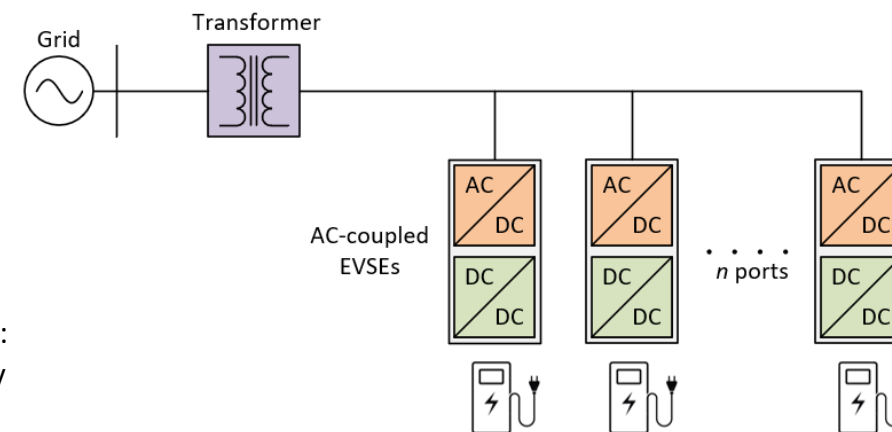 Transformer
Grid
AC
DC
AC
DC
AC
DC
AC-coupled
EVSEs
n ports
DC
DC
DC
DC
DC
DC
: